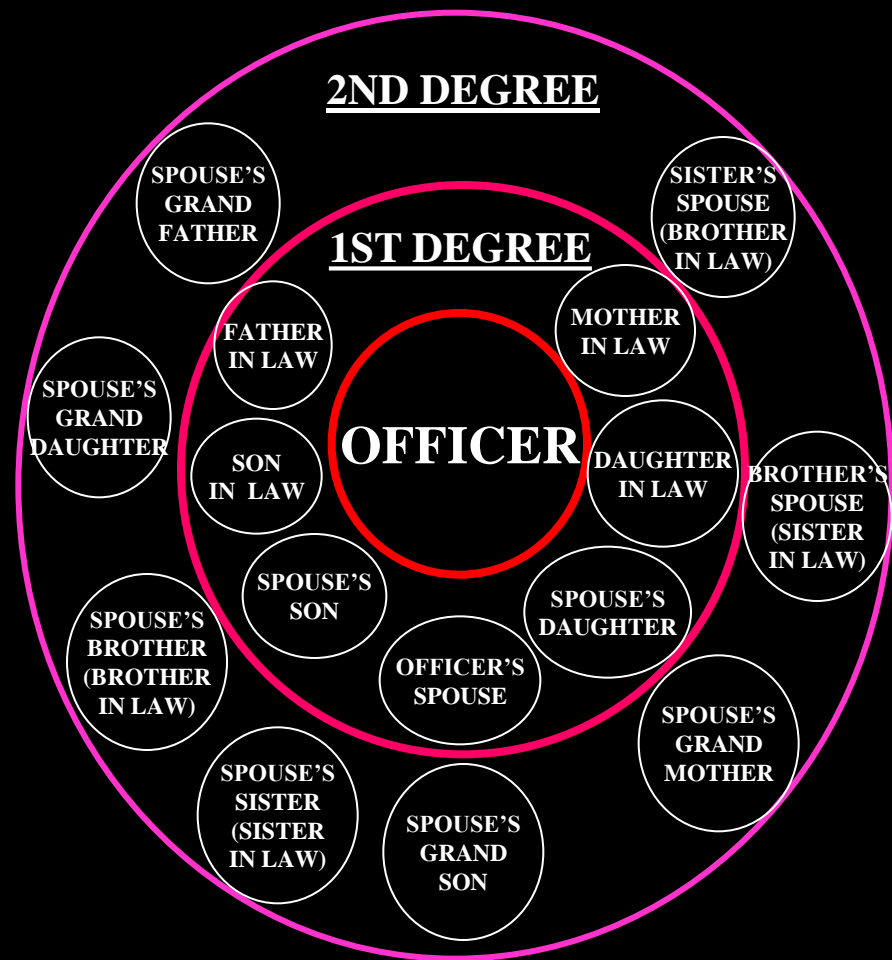 2ND DEGREE
SPOUSE'S
GRAND
FATHER
SISTER'S
SPOUSE
(BROTHER
IN LAW)
1ST DEGREE
FATHER
IN LAW
MOTHER
IN LAW
SPOUSE'S
GRAND
DAUGHTER
SON
IN LAW
OFFICER
DAUGHTER
IN LAW
BROTHER'S
SPOUSE
(SISTER
IN LAW)
SPOUSE'S
SON
SPOUSE'S
DAUGHTER
OFFICER'S
SPOUSE
SPOUSE'S
BROTHER
(BROTHER
IN LAW)
SPOUSE'S
GRAND
MOTHER
SPOUSE'S
SISTER
(SISTER
IN LAW)
SPOUSE'S
GRAND
SON